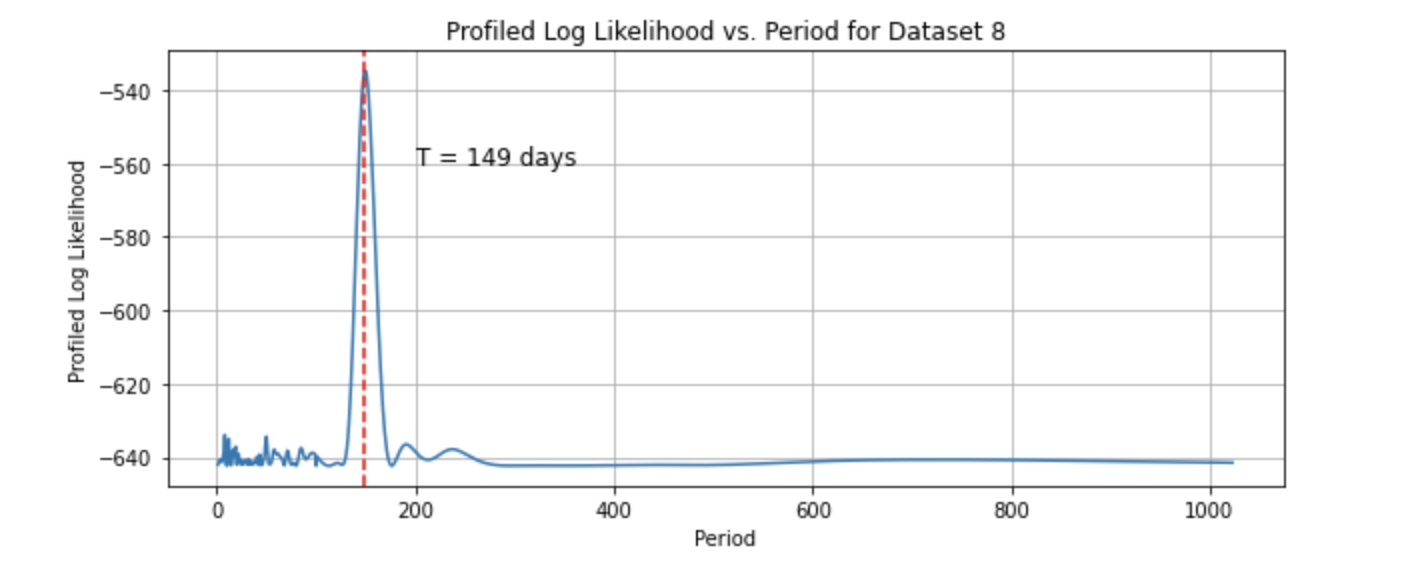 Profiled Log Likelihood vs. Period for Dataset 8
Profiled Log Likelihood
−540
−560
−580
−600
−620
−640
T = 149 days
0 200 400 600 800 1000
Period